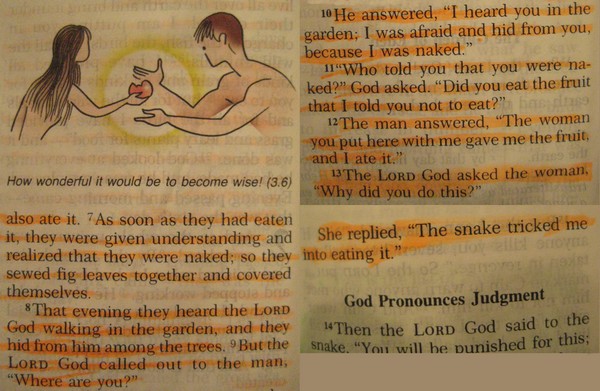 How wonderful it would be to become wise! (3.6)
also ate it. 7As soon as they had eaten
it, they were given understanding and
realized that they were naked; so they
sewed fig leaves together and covered
themselves.
8That evening they heard the LORD
God walking in the garden, and they
hid from him among the trees. 9But the
LORD God called out to the man,
"Where are you?"
10He answered, "I heard you in the
garden; I was afraid and hid from you,
because I was naked."
11"Who told you that you were na-
ked?" God asked. "Did you eat the fruit
that I told you not to eat?"
12The man answered, "The woman
you put here with me gave me the fruit,
and I ate it."
13The LORD God asked the woman,
"Why did you do this?"
She replied, "The snake tricked me
into eating it."
God Pronounces Judgment
14Then the LORD God said to the
snake, "You will be punished for this;